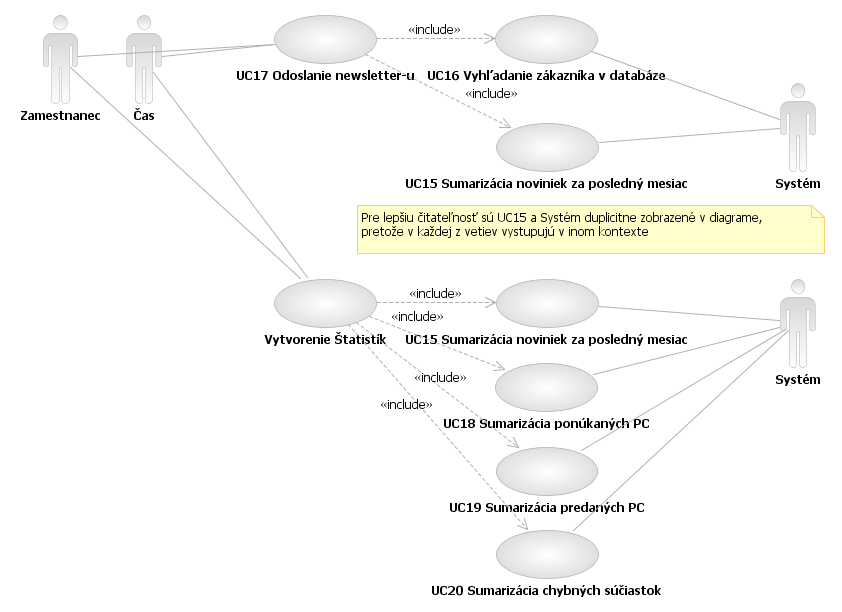 «include»
UC17 Odoslanie newsletter-u
UC16 Vyhľadanie zákazníka v databáze
«include»
Zamestnanec
Čas
UC15 Sumarizácia noviniek za posledný mesiac
Systém
Pre lepšiu čitateľnosť sú UC15 a Systém duplicitne zobrazené v diagrame,
pretože v každej z vetiev vystupujú v inom kontexte
«include»
«include»
Vytvorenie Štatistík
UC15 Sumarizácia noviniek za posledný mesiac
«include»
Systém
«include»
UC18 Sumarizácia ponúkaných PC
UC19 Sumarizácia predaných PC
UC20 Sumarizácia chybných súčiastok